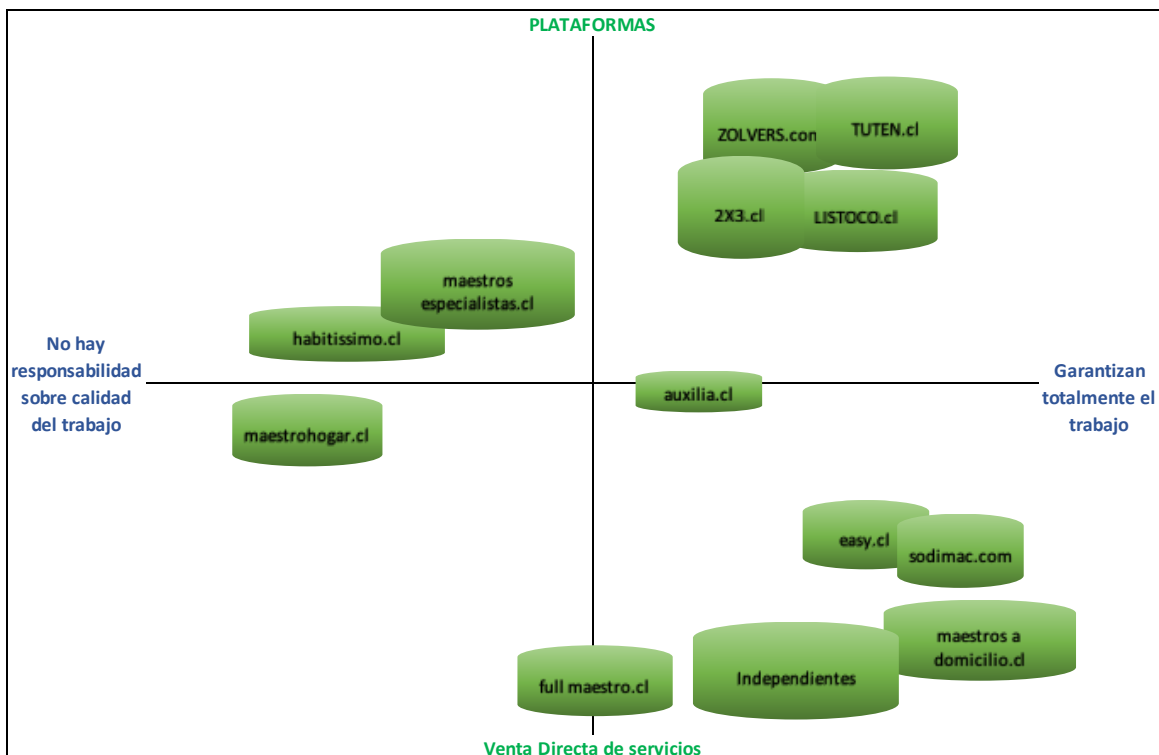 PLATAFORMAS
ZOLVERS.com
TUTEN.cl
2X3.cl
LISTOCO.cl
maestros
especialistas.cl
habitissimo.cl
No hay
responsabilidad
sobre calidad
del trabajo
Garantizan
totalmente el
trabajo
auxilia.cl
maestrohogar.cl
easy.cl
sodimac.com
maestros a
domicilio.cl
Independientes
full maestro.cl
Venta Directa de servicios